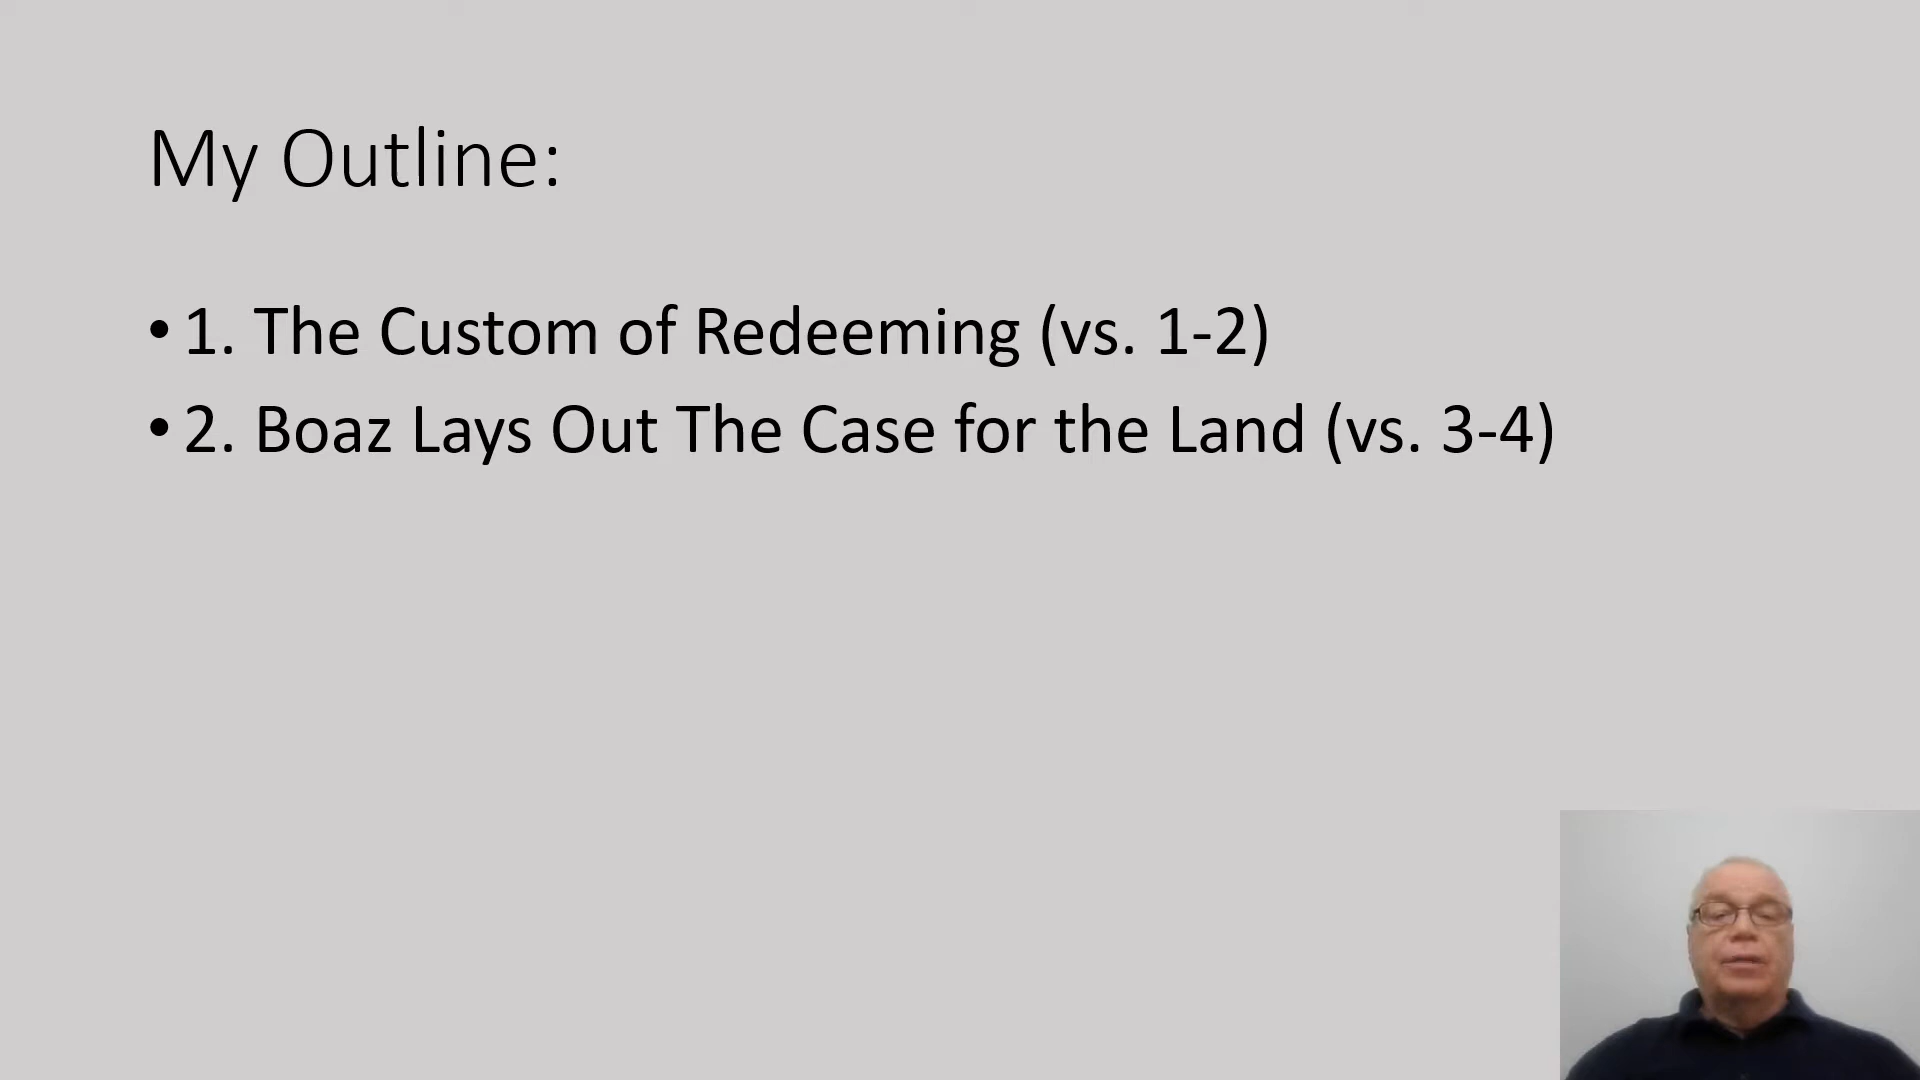 My Outline:
• 1. The Custom of Redeeming (vs. 1-2)
• 2. Boaz Lays Out The Case for the Land (vs. 3-4)